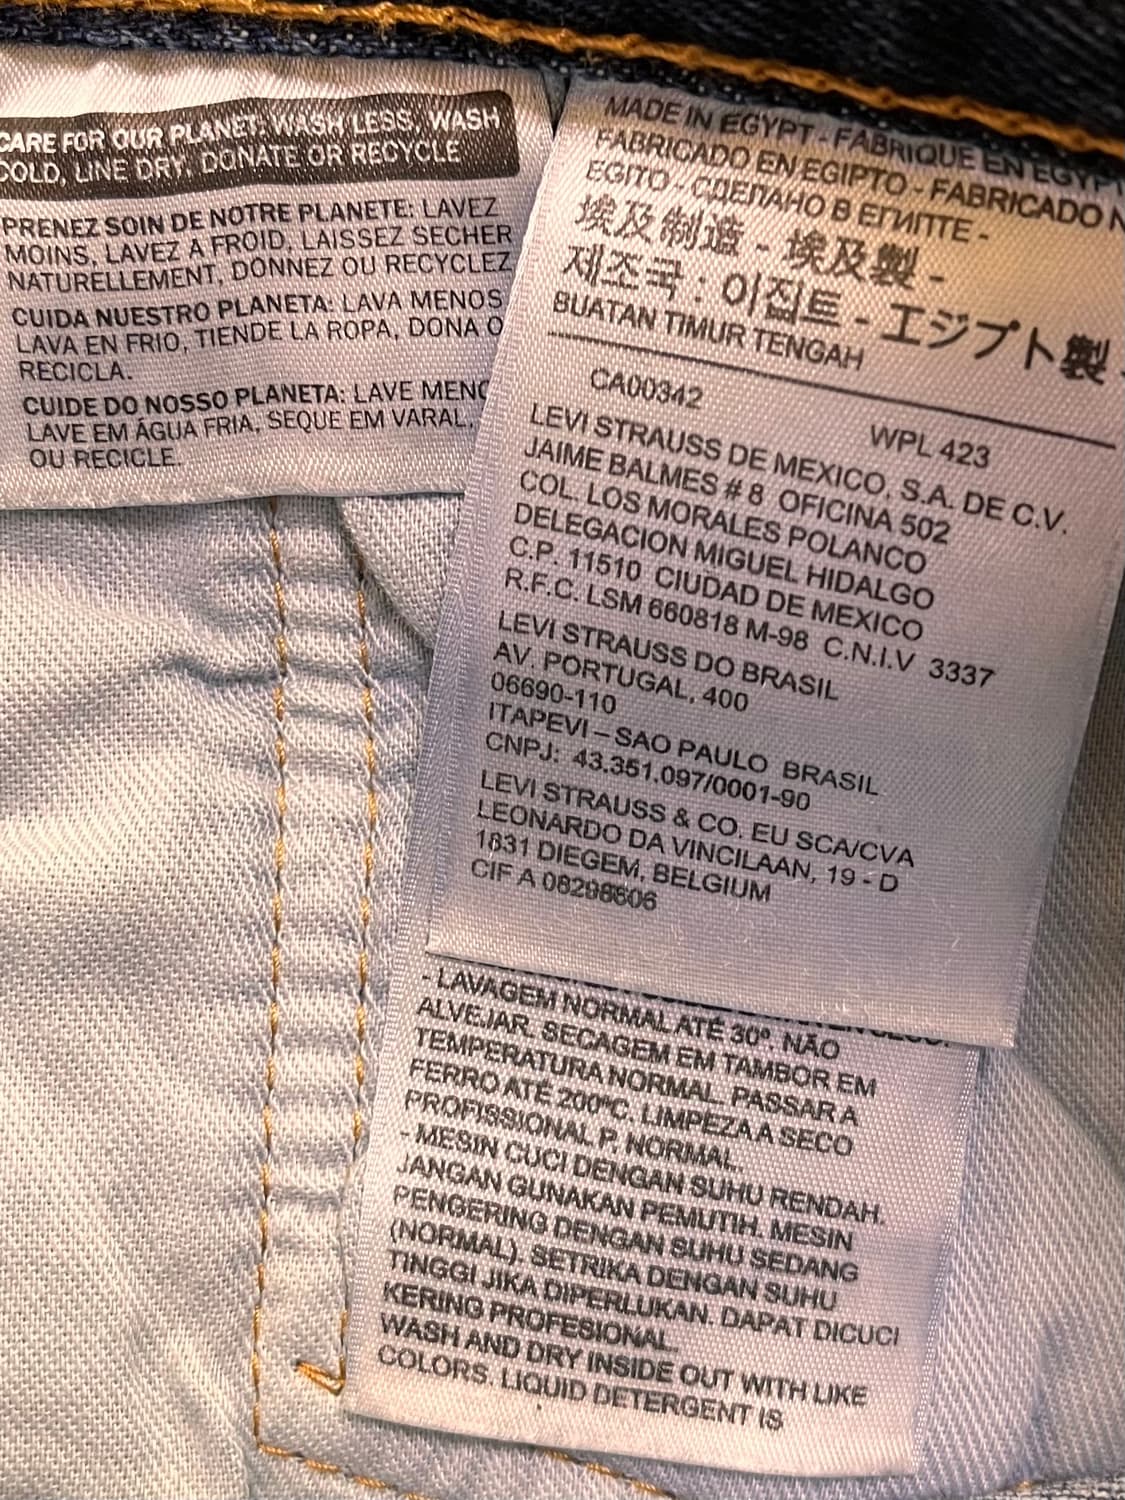 CARE FOR OUR PLANET: WASH LESS, WASH
COLD, LINE DRY, DONATE OR RECYCLE
PRENEZ SOIN DE NOTRE PLANETE: LAVEZ
MOINS, LAVEZ A FROID, LAISSEZ SECHER
NATURELLEMENT, DONNEZ OU RECYCLEZ
CUIDA NUESTRO PLANETA: LAVA MENOS
LAVA EN FRIO, TIENDE LA ROPA, DONA O
RECICLA.
CUIDE DO NOSSO PLANETA: LAVE MENO
LAVE EM ÁGUA FRIA, SEQUE EM VARAL,
OU RECICLE.
MADE IN EGYPT - FABRIQUE EN EGYPT
FABRICADO EN EGIPTO - FABRICADO N
EGITO - СДЕЛАНО В ЕГИПТЕ -
埃及制造 - 埃及製 -
제조국 : 이집트 - エジプト製 -
BUATAN TIMUR TENGAH
CA00342
WPL 423
LEVI STRAUSS DE MEXICO, S.A. DE C.V.
JAIME BALMES # 8 OFICINA 502
COL. LOS MORALES POLANCO
DELEGACION MIGUEL HIDALGO
C.P. 11510 CIUDAD DE MEXICO
R.F.C. LSM 660818 M-98 C.N.I.V 3337
LEVI STRAUSS DO BRASIL
AV. PORTUGAL, 400
06690-110
ITAPEVI – SAO PAULO BRASIL
CNPJ: 43.351.097/0001-90
LEVI STRAUSS & CO. EU SCA/CVA
LEONARDO DA VINCILAAN, 19 - D
1831 DIEGEM, BELGIUM
CIF A 08298806
- LAVAGEM NORMAL ATÉ 30º. NÃO
ALVEJAR. SECAGEM EM TAMBOR EM
TEMPERATURA NORMAL. PASSAR A
FERRO ATÉ 200ºC. LIMPEZA A SECO
PROFISSIONAL P, NORMAL.
- MESIN CUCI DENGAN SUHU RENDAH.
JANGAN GUNAKAN PEMUTIH. MESIN
PENGERING DENGAN SUHU SEDANG
(NORMAL). SETRIKA DENGAN SUHU
TINGGI JIKA DIPERLUKAN. DAPAT DICUCI
KERING PROFESIONAL.
WASH AND DRY INSIDE OUT WITH LIKE
COLORS. LIQUID DETERGENT IS